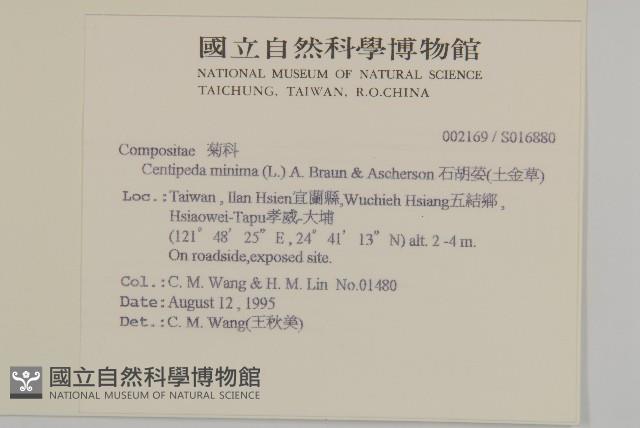 國立自然科學博物館
NATIONAL MUSEUM OF NATURAL SCIENCE
TAICHUNG, TAIWAN, R.O.CHINA
002169 / S016880
Compositae 菊科
Centipeda minima (L.) A. Braun & Ascherson 石胡荽(土金草)
Loc.:Taiwan , Ilan Hsien宜蘭縣,Wuchieh Hsiang五結鄉 ,
Hsiaowei-Tapu孝威-大埔
(121° 48’ 25” E , 24° 41’ 13” N) alt. 2 -4 m.
On roadside,exposed site.
Col.:C. M. Wang & H. M. Lin No.01480
Date:August 12 , 1995
Det.:C. M. Wang(王秋美)
國立自然科學博物館
NATIONAL MUSEUM OF NATURAL SCIENCE